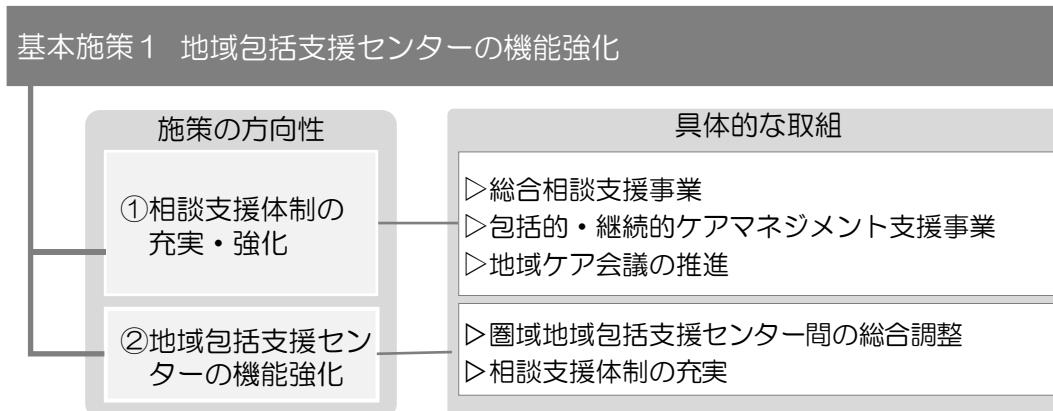 基本施策１ 地域包括支援センターの機能強化
施策の方向性
具体的な取組
①相談支援体制の
充実・強化
▷総合相談支援事業
▷包括的・継続的ケアマネジメント支援事業
▷地域ケア会議の推進
②地域包括支援セン
ターの機能強化
▷圏域地域包括支援センター間の総合調整
▷相談支援体制の充実